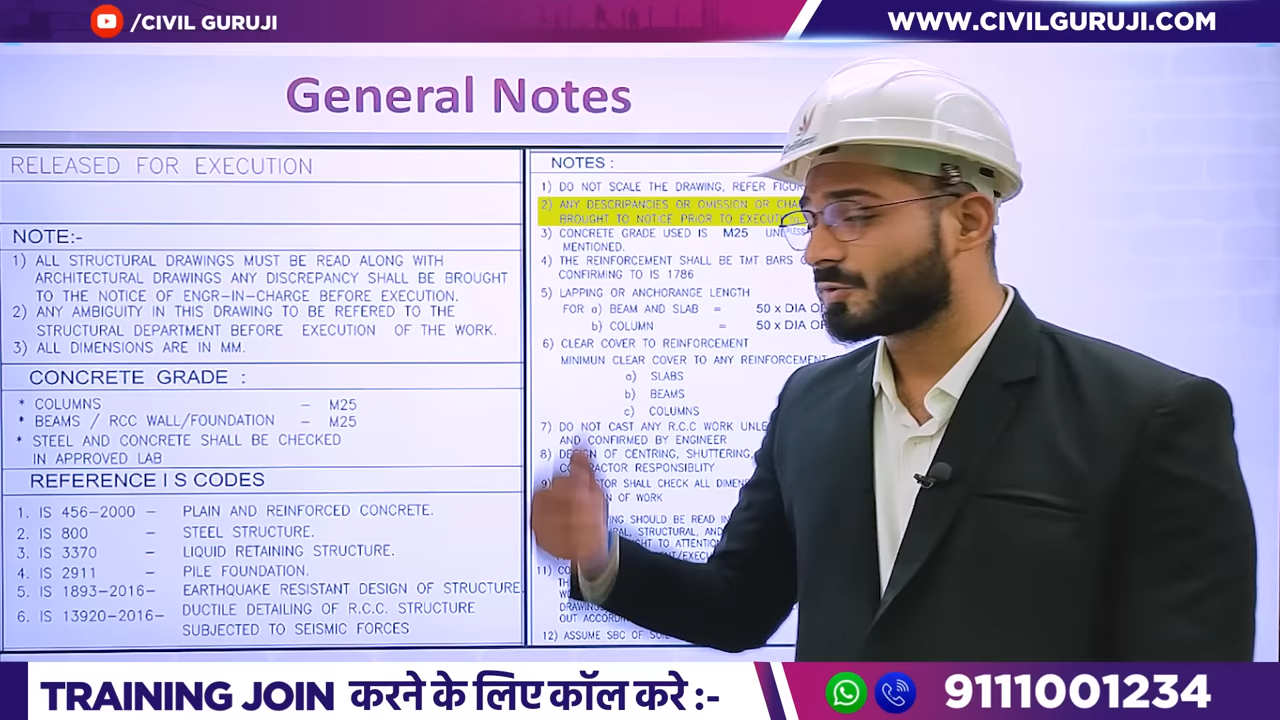 /CIVIL GURUJI
WWW.CIVILGURUJI.COM
General Notes
RELEASED FOR EXECUTION
NOTE:-
1) ALL STRUCTURAL DRAWINGS MUST BE READ ALONG WITH
ARCHITECTURAL DRAWINGS ANY DISCREPANCY SHALL BE BROUGHT
TO THE NOTICE OF ENGR-IN-CHARGE BEFORE EXECUTION.
2) ANY AMBIGUITY IN THIS DRAWING TO BE REFERED TO THE
STRUCTURAL DEPARTMENT BEFORE EXECUTION OF THE WORK.
3) ALL DIMENSIONS ARE IN MM.
CONCRETE GRADE :
* COLUMNS - M25
* BEAMS / RCC WALL/FOUNDATION - M25
* STEEL AND CONCRETE SHALL BE CHECKED
IN APPROVED LAB
REFERENCE I S CODES
1. IS 456-2000 - PLAIN AND REINFORCED CONCRETE.
2. IS 800 - STEEL STRUCTURE.
3. IS 3370 - LIQUID RETAINING STRUCTURE.
4. IS 2911 - PILE FOUNDATION.
5. IS 1893-2016- EARTHQUAKE RESISTANT DESIGN OF STRUCTURE.
6. IS 13920-2016- DUCTILE DETAILING OF R.C.C. STRUCTURE
SUBJECTED TO SEISMIC FORCES
NOTES :
1) DO NOT SCALE THE DRAWING, REFER
2) ANY DESCRIPANCIES OR OMISSION OR
BROUGHT TO NOTICE PRIOR TO
3) CONCRETE GRADE USED IS M25
MENTIONED.
4) THE REINFORCEMENT SHALL BE TMT BARS
CONFIRMING TO IS 1786
5) LAPPING OR ANCHORANGE LENGTH
FOR a) BEAM AND SLAB = 50 x DIA
b) COLUMN = 50 x DIA
6) CLEAR COVER TO REINFORCEMENT
MINIMUN CLEAR COVER TO ANY REINFORCEMENT
a) SLABS
b) BEAMS
c) COLUMNS
7) DO NOT CAST ANY R.C.C WORK
AND CONFIRMED BY ENGINEER
8) OF CENTRING, SHUTTERING,
RESPONSIBLITY
9) SHALL CHECK ALL
OF WORK
SHOULD BE READ IN
STRUCTURAL, AND
11)
12) ASSUME SBC OF
TRAINING JOIN करने के लिए कॉल करे :-
9111001234